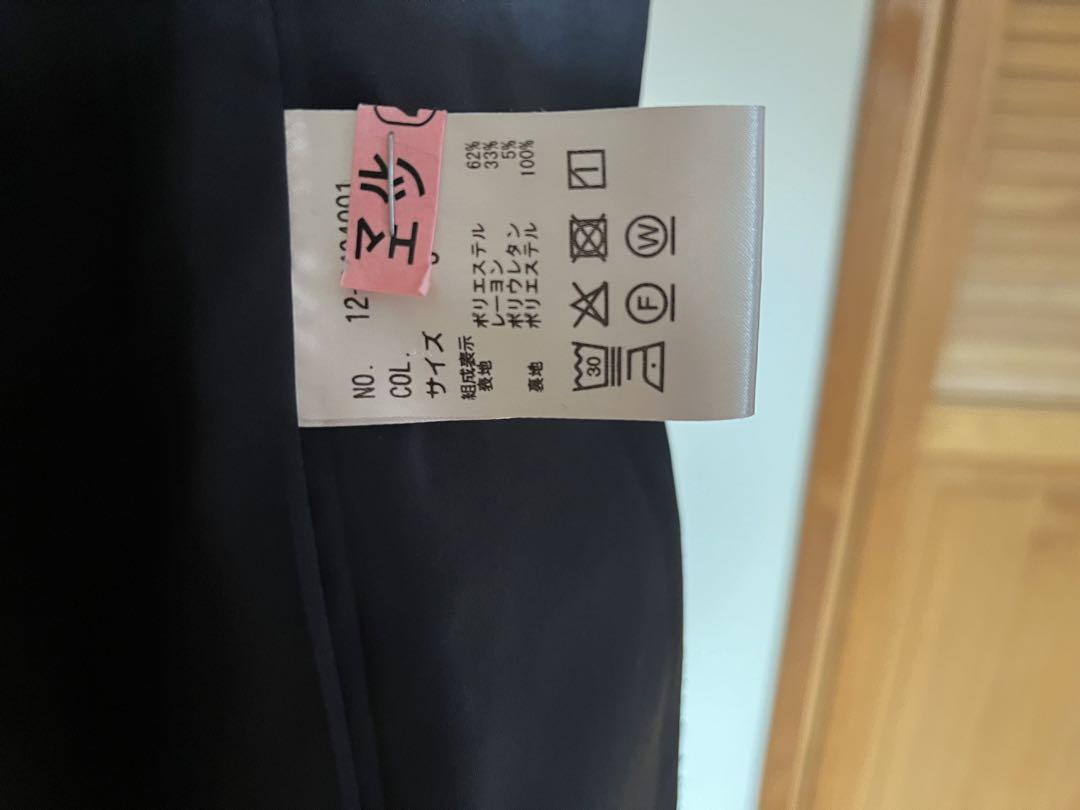 NO. 12-
COL.
サイズ
マルエツ
組成表示
表地 ポリエステル 62%
レーヨン 33%
ポリウレタン 5%
裏地 ポリエステル 100%
30
F W